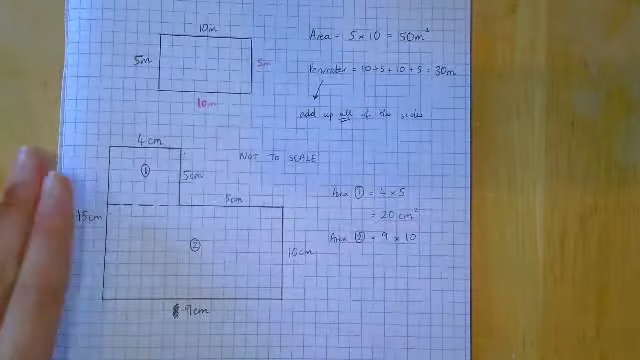 10m
Area = 5 x 10 = 50m²
5m
5m
Perimeter = 10 + 5 + 10 + 5 = 30m
10m
add up all of the sides
4cm
NOT TO SCALE
①
5cm
5cm
Area ① = 4 x 5
= 20cm²
15cm
② 
Area ② = 9 x 10
10cm
9cm